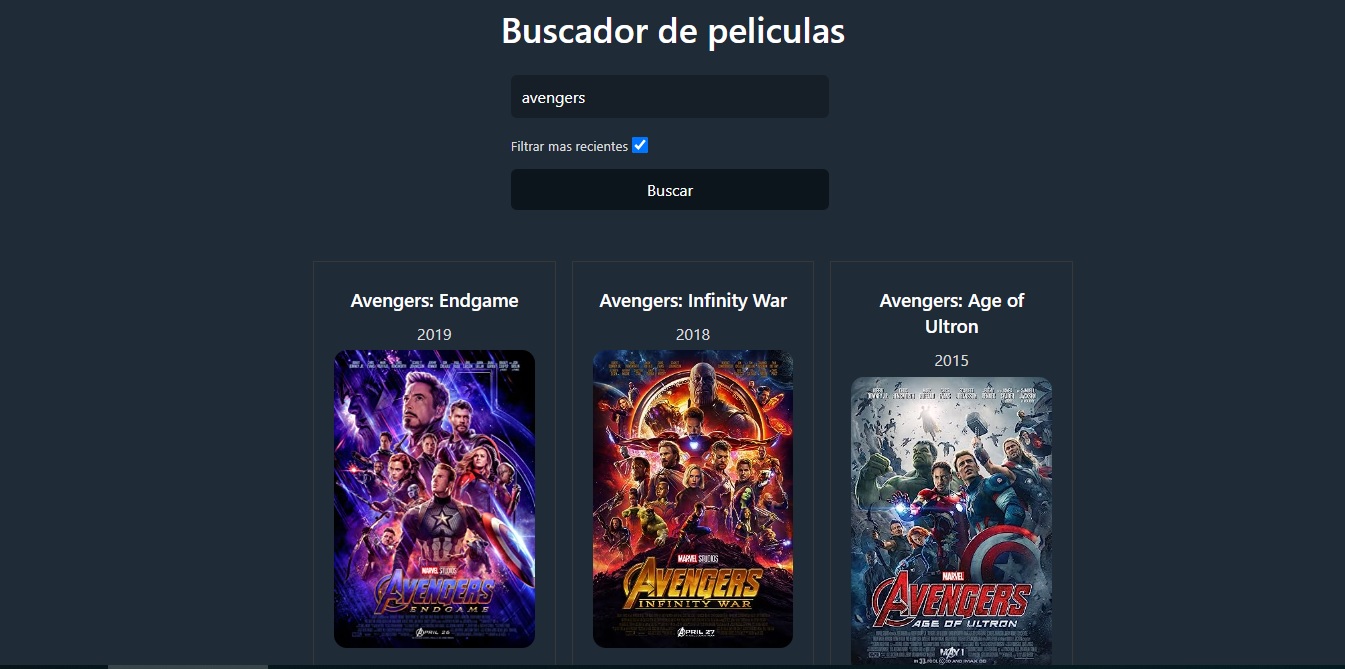 Buscador de peliculas
avengers
Filtrar mas recientes
Buscar
Avengers: Endgame
2019
MARVEL STUDIOS
AVENGERS
ENDGAME
APRIL 26
Avengers: Infinity War
2018
MARVEL STUDIOS
AVENGERS
INFINITY WAR
APRIL 27
Avengers: Age of
Ultron
2015
MARVEL
AVENGERS
AGE OF ULTRON
MAY 1